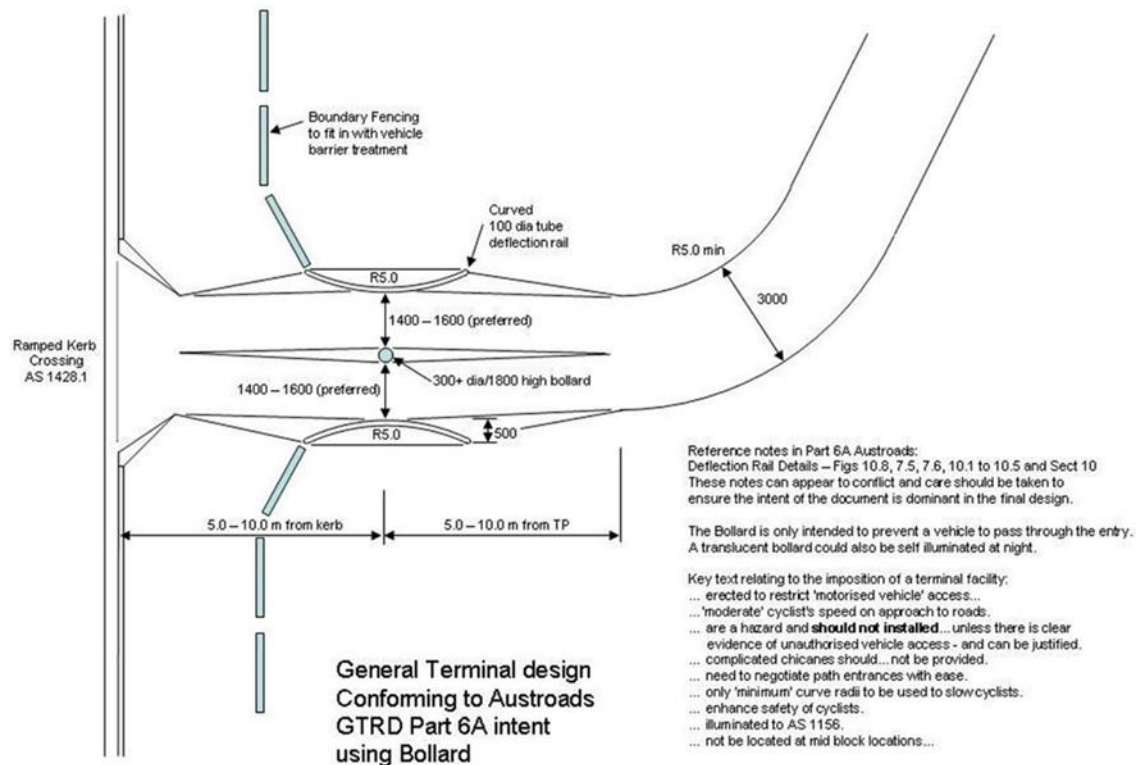 Boundary Fencing
to fit in with vehicle
barrier treatment
Curved
100 dia tube
deflection rail
R5.0
R5.0 min
3000
1400 – 1600 (preferred)
Ramped Kerb
Crossing
AS 1428.1
300+ dia/1800 high bollard
1400 – 1600 (preferred)
R5.0
500
5.0 – 10.0 m from kerb
5.0 – 10.0 m from TP
Reference notes in Part 6A Austroads:
Deflection Rail Details – Figs 10.8, 7.5, 7.6, 10.1 to 10.5 and Sect 10
These notes can appear to conflict and care should be taken to
ensure the intent of the document is dominant in the final design.
The Bollard is only intended to prevent a vehicle to pass through the entry.
A translucent bollard could also be self illuminated at night.
Key text relating to the imposition of a terminal facility:
... erected to restrict 'motorised vehicle' access...
...'moderate' cyclist's speed on approach to roads.
... are a hazard and should not installed...unless there is clear
evidence of unauthorised vehicle access - and can be justified.
... complicated chicanes should... not be provided.
... need to negotiate path entrances with ease.
... only 'minimum' curve radii to be used to slow cyclists.
... enhance safety of cyclists.
... illuminated to AS 1156.
... not be located at mid block locations...
General Terminal design
Conforming to Austroads
GTRD Part 6A intent
using Bollard